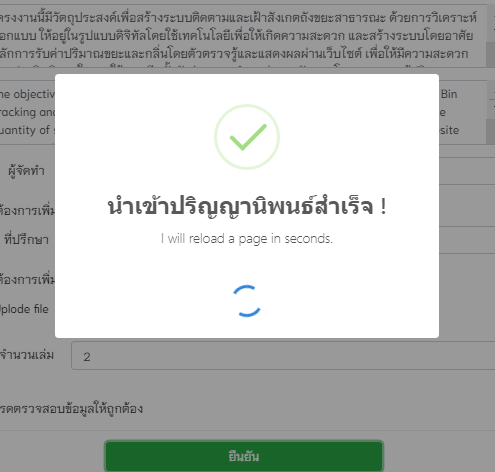 โครงงานนี้มีวัตถุประสงค์เพื่อสร้างระบบติดตามและเฝ้าสังเกตถังขยะสาธารณะ ด้วยการวิเคราะห์
ออกแบบ ให้อยู่ในรูปแบบดิจิทัลโดยใช้เทคโนโลยีเพื่อให้เกิดความสะดวก และสร้างระบบโดยอาศัย
หลักการรับค่าปริมาณขยะและกลิ่นโดยตัวตรวจรู้และแสดงผลผ่านเว็บไซต์ เพื่อให้มีความสะดวก
he objectiv
Bin
racking an
uantity of s
site
ผู้จัดทำ
ต้องการเพิ่ม
ที่ปรึกษา
ต้องการเพิ่ม
Uplode file
จำนวนเล่ม
2
รดตรวจสอบข้อมูลให้ถูกต้อง
ยืนยัน
นำเข้าปริญญานิพนธ์สำเร็จ !
I will reload a page in seconds.